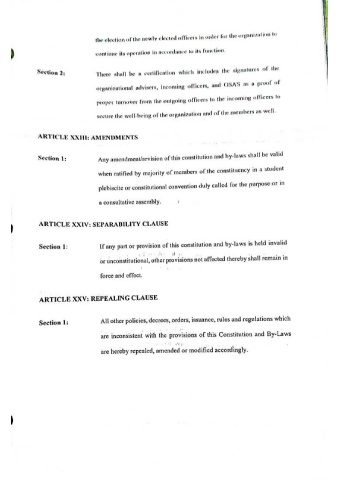 the election of the newly elected officers in order for the organization to
continue its operation in accordance to its function.
Section 2: There shall be a certification which includes the signatures of the
organizational advisers, incoming officers, and OSAS as a proof of
proper turnover from the outgoing officers to the incoming officers to
secure the well-being of the organization and of the members as well.
ARTICLE XXIII: AMENDMENTS
Section 1: Any amendment/revision of this constitution and by-laws shall be valid
when ratified by majority of members of the constituency in a student
plebiscite or constitutional convention duly called for the purpose or in
a consultative assembly.
ARTICLE XXIV: SEPARABILITY CLAUSE
Section 1: If any part or provision of this constitution and by-laws is held invalid
or unconstitutional, other provisions not affected thereby shall remain in
force and effect.
ARTICLE XXV: REPEALING CLAUSE
Section 1: All other policies, decrees, orders, issuance, rules and regulations which
are inconsistent with the provisions of this Constitution and By-Laws
are hereby repealed, amended or modified accordingly.